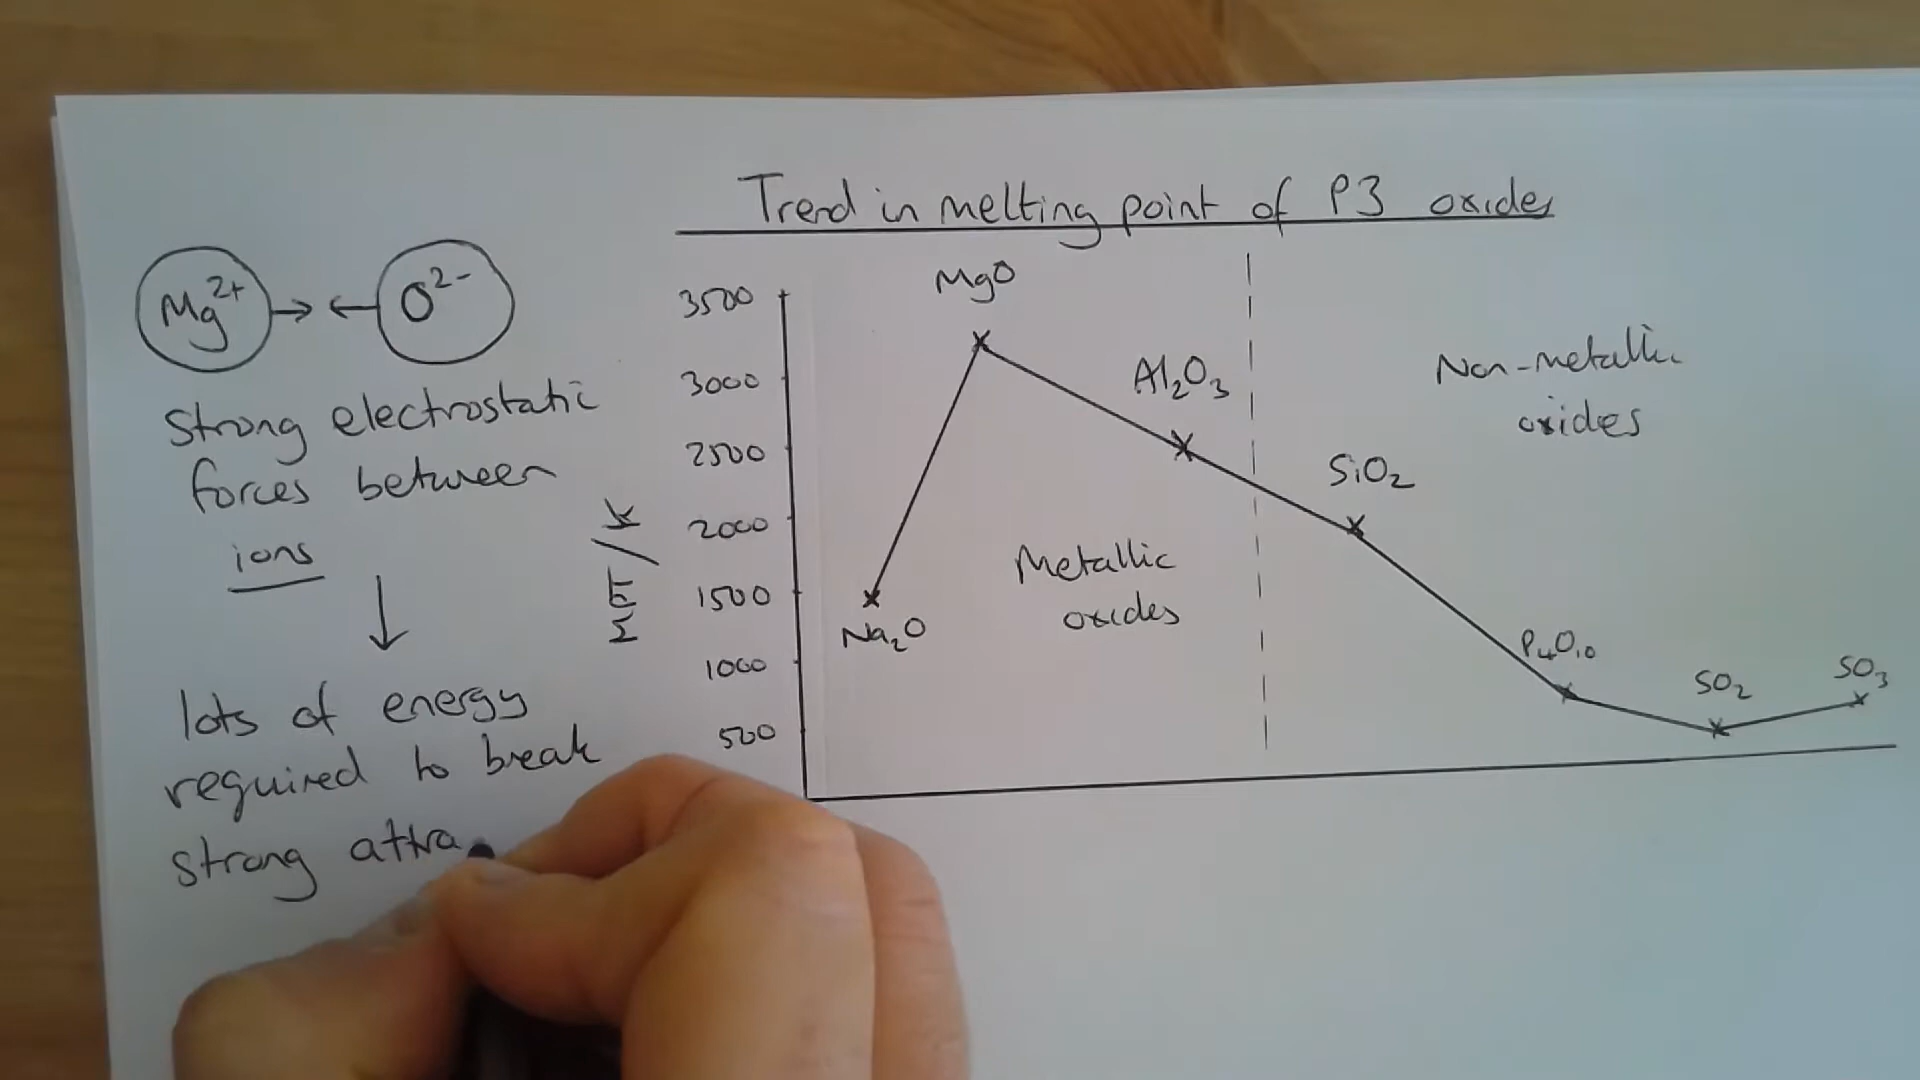 Trend in melting point of P3 oxides
Mg²⁺ O²⁻
Strong electrostatic
forces between
ions
lots of energy
required to break
strong attra
MPT/K
3500
3000
2500
2000
1500
1000
500
Na₂O
MgO
Al₂O₃
Metallic
oxides
Non-metallic
oxides
SiO₂
P₄O₁₀
SO₂
SO₃